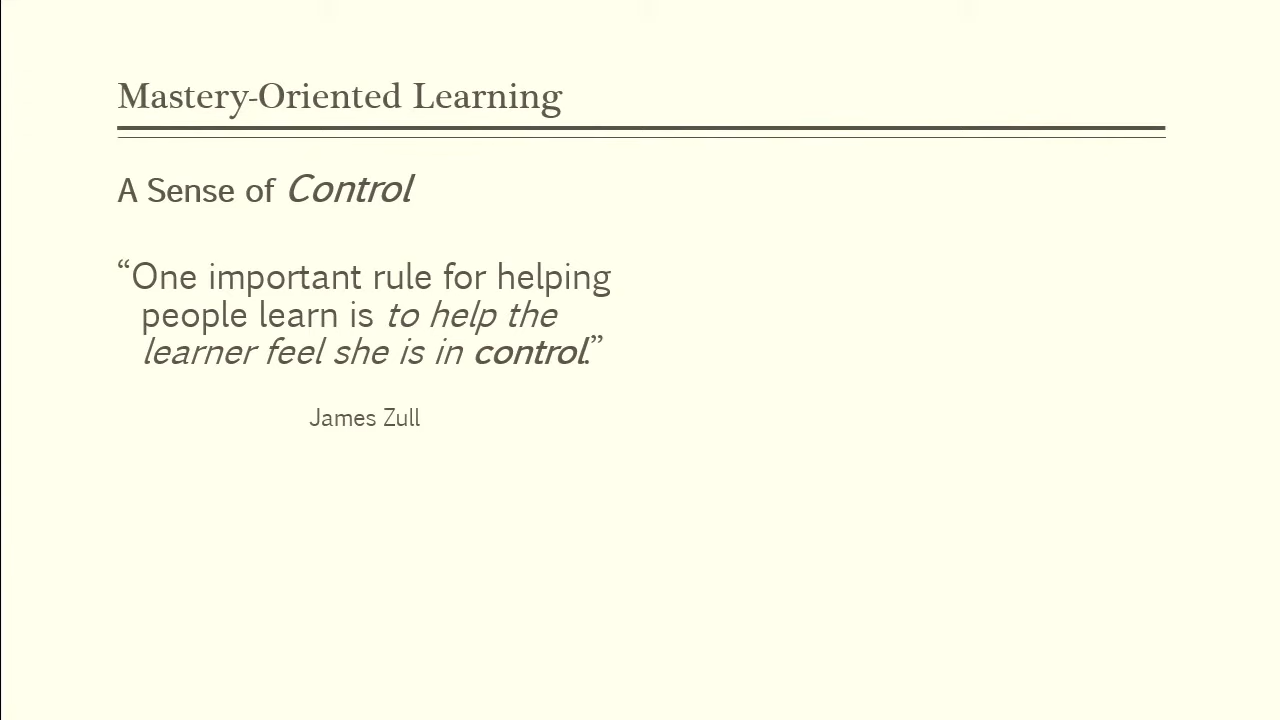 Mastery-Oriented Learning
A Sense of Control
“One important rule for helping
people learn is to help the
learner feel she is in control.”
James Zull